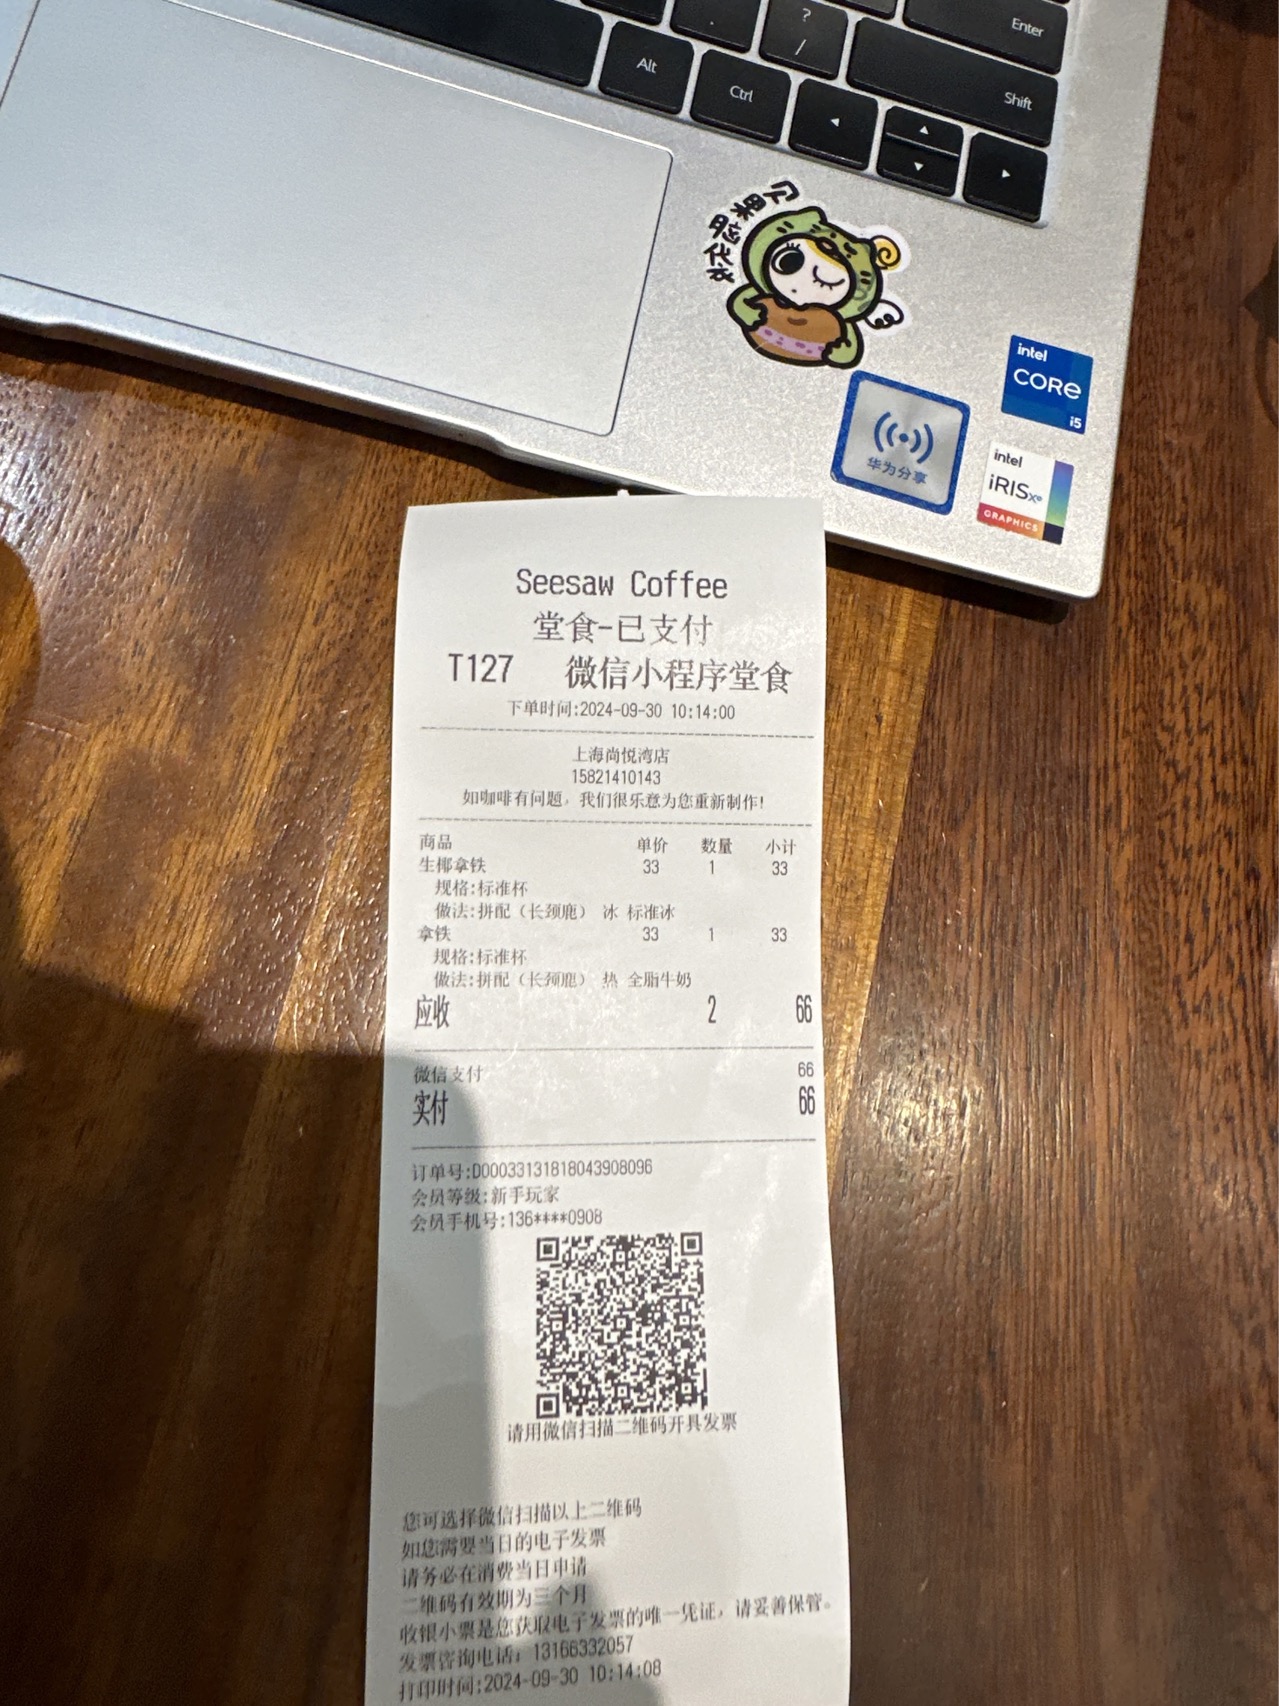 Enter
?
/
Shift
Alt
Ctrl
intel
CORE
i5
华为分享
intel
iRISxe
GRAPHICS
Seesaw Coffee
堂食-已支付
T127 微信小程序堂食
下单时间:2024-09-30 10:14:00
上海尚悦湾店
15821410143
如咖啡有问题，我们很乐意为您重新制作!
商品 单价 数量 小计
生椰拿铁 33 1 33
规格:标准杯
做法:拼配（长颈鹿） 冰 标准冰
拿铁 33 1 33
规格:标准杯
做法:拼配（长颈鹿） 热 全脂牛奶
应收 2 66
微信支付 66
实付 66
订单号:D00033131818043908096
会员等级:新手玩家
会员手机号:136****0908
请用微信扫描二维码开具发票
您可选择微信扫描以上二维码
如您需要当日的电子发票
请务必在消费当日申请
二维码有效期为三个月
收银小票是您获取电子发票的唯一凭证，请妥善保管。
发票咨询电话：13166332057
打印时间:2024-09-30 10:14:08